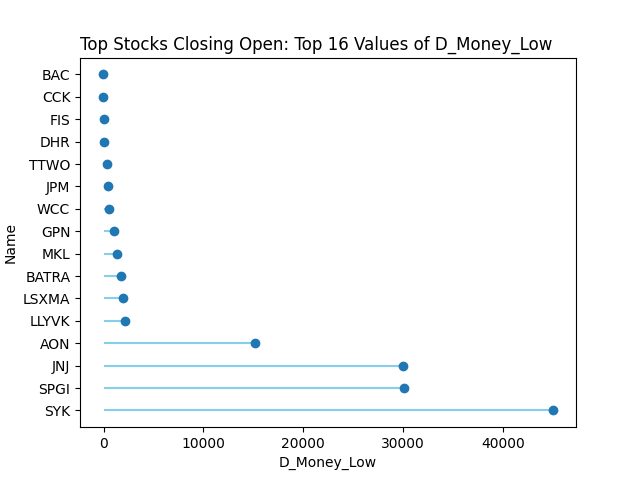 Top Stocks Closing Open: Top 16 Values of D_Money_Low
BAC
CCK
FIS
DHR
TTWO
JPM
WCC
GPN
MKL
BATRA
LSXMA
LLYVK
AON
JNJ
SPGI
SYK
Name
0 10000 20000 30000 40000
D_Money_Low